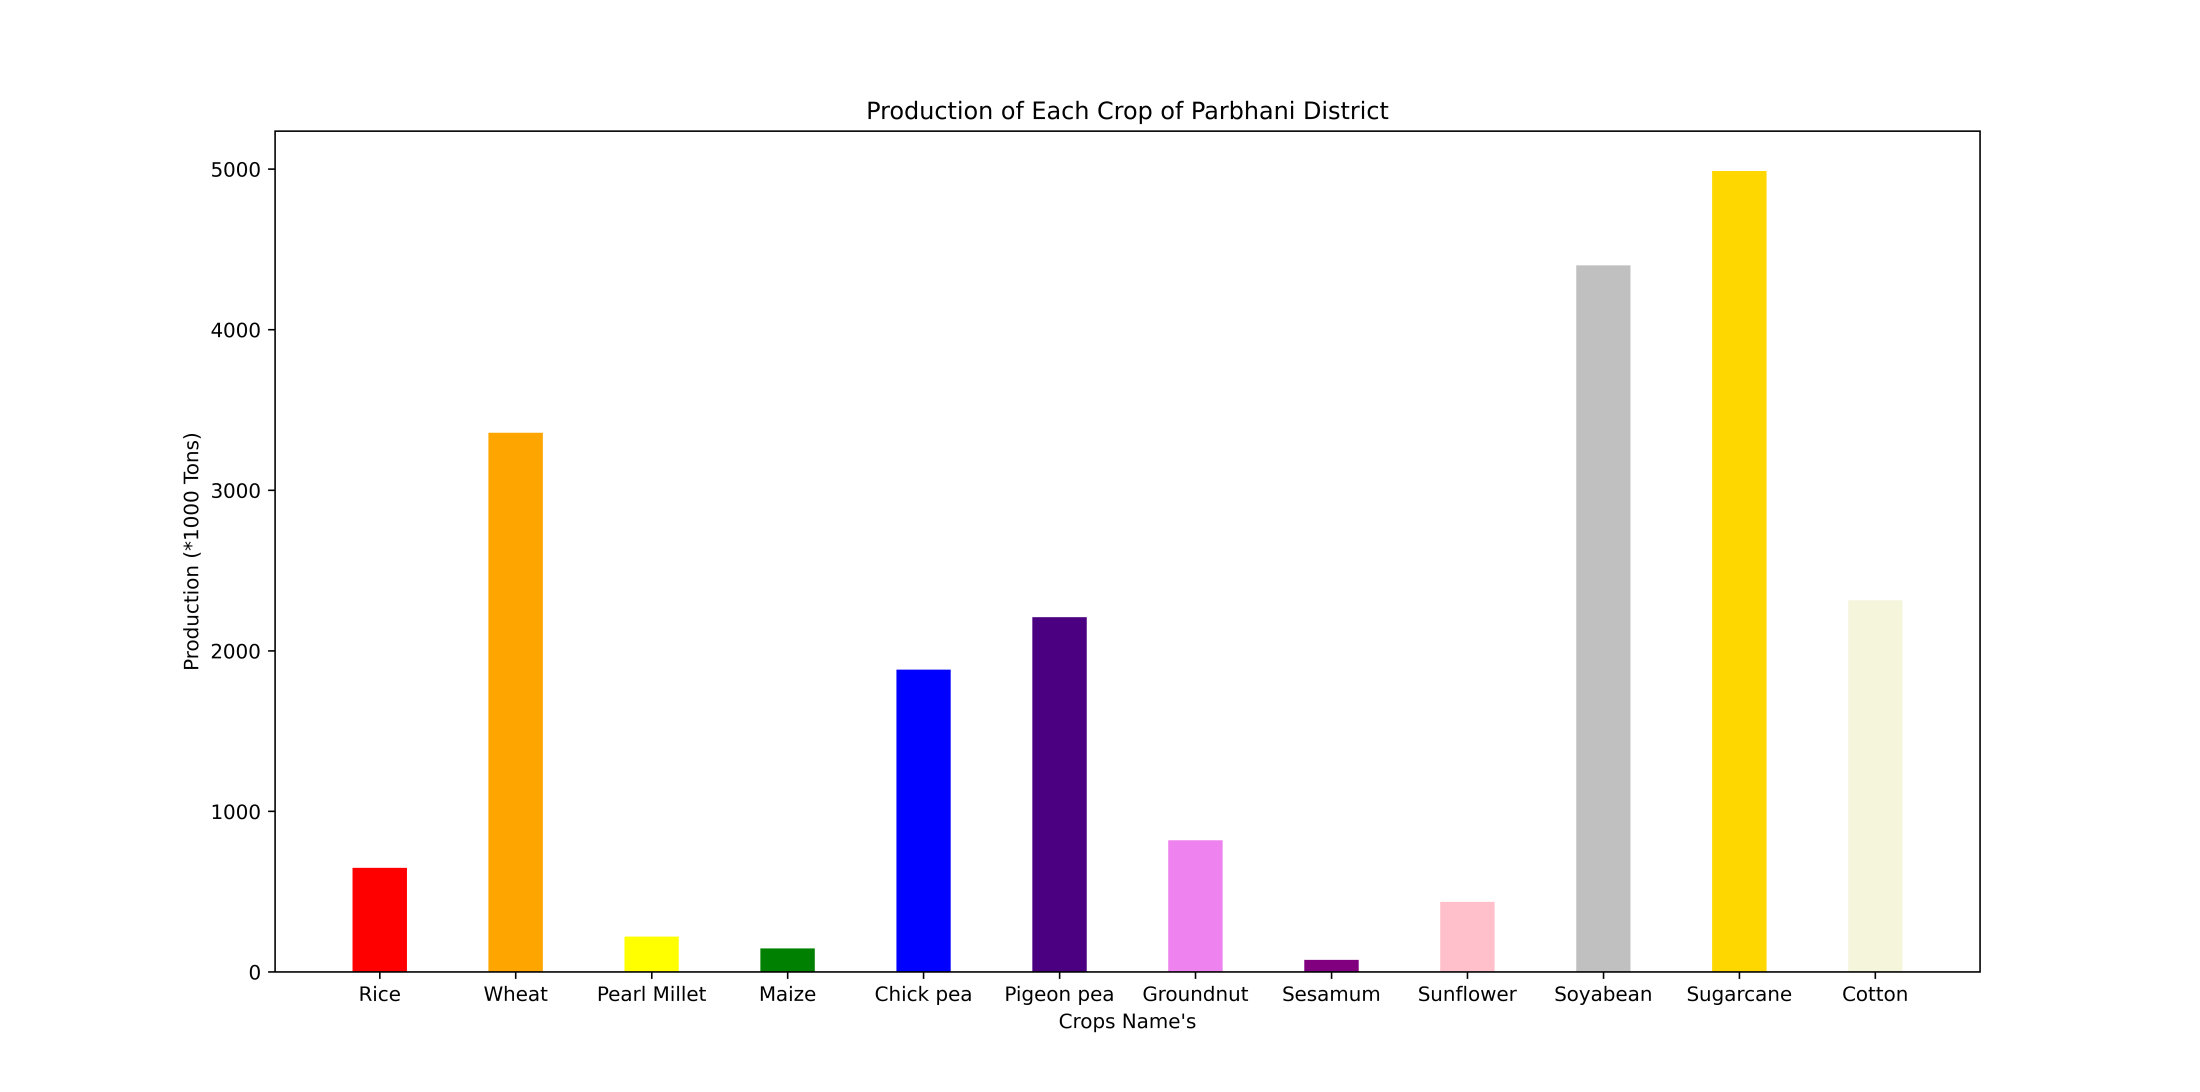 Production of Each Crop of Parbhani District
Production (*1000 Tons)
5000
4000
3000
2000
1000
0
Rice Wheat Pearl Millet Maize Chick pea Pigeon pea Groundnut Sesamum Sunflower Soyabean Sugarcane Cotton
Crops Name's